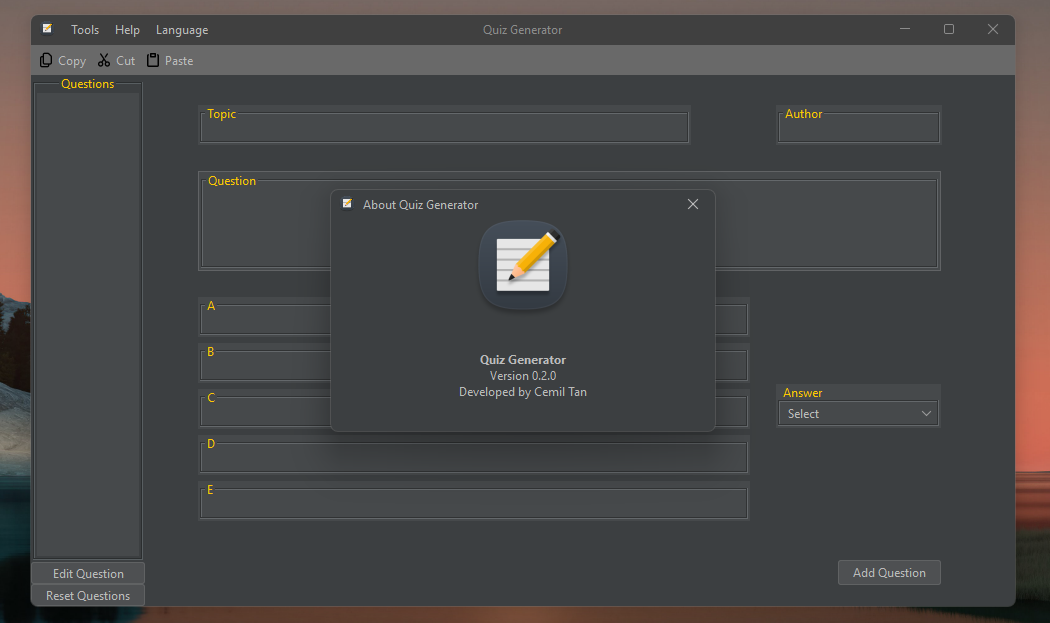 Tools Help Language Quiz Generator
Copy Cut Paste
Questions
Topic Author
Question
About Quiz Generator
Quiz Generator
Version 0.2.0
Developed by Cemil Tan
A
B
C
D
E
Answer
Select
Edit Question Add Question
Reset Questions